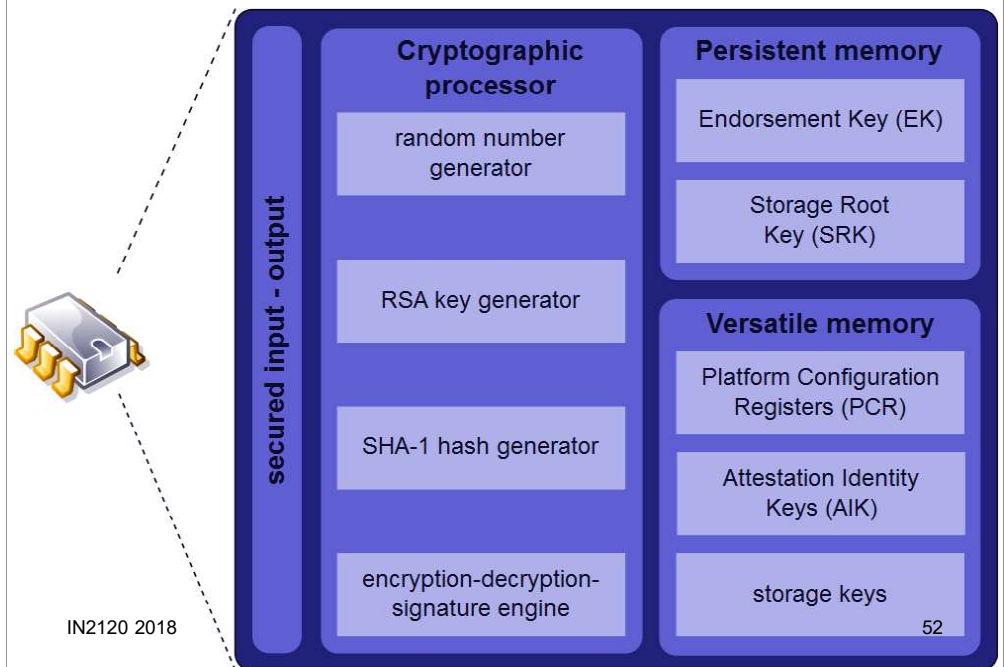 secured input - output
Cryptographic
processor
random number
generator
RSA key generator
SHA-1 hash generator
encryption-decryption-
signature engine
Persistent memory
Endorsement Key (EK)
Storage Root
Key (SRK)
Versatile memory
Platform Configuration
Registers (PCR)
Attestation Identity
Keys (AIK)
storage keys
IN2120 2018
52